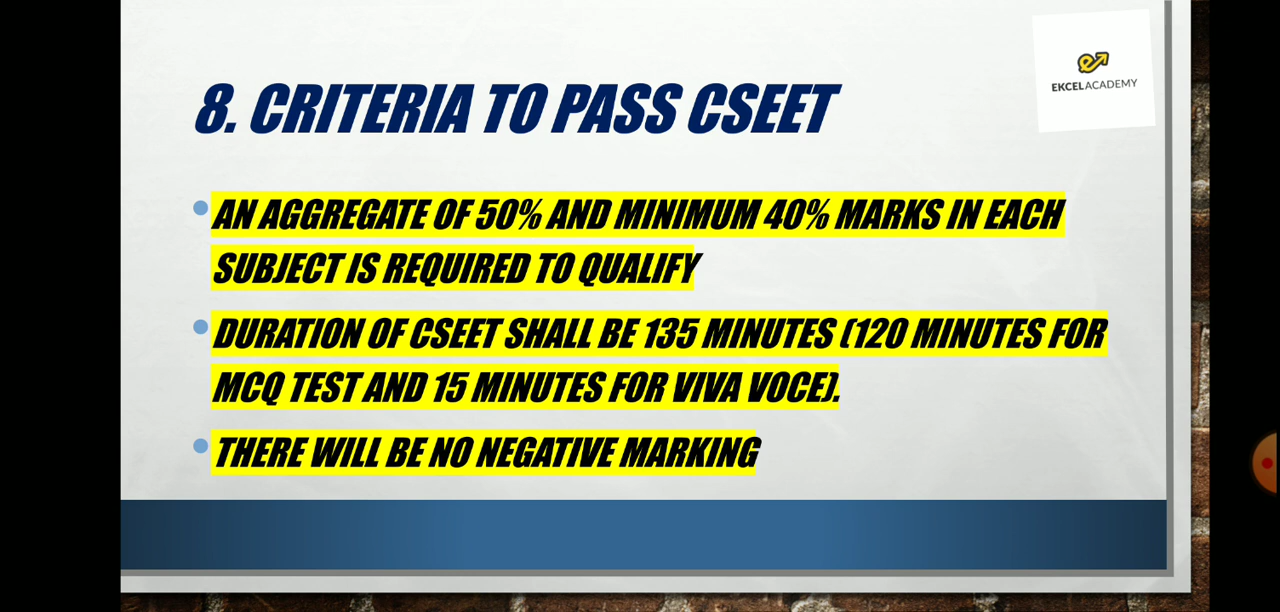 EKCELACADEMY
8. CRITERIA TO PASS CSEET
AN AGGREGATE OF 50% AND MINIMUM 40% MARKS IN EACH
SUBJECT IS REQUIRED TO QUALIFY
DURATION OF CSEET SHALL BE 135 MINUTES (120 MINUTES FOR
MCQ TEST AND 15 MINUTES FOR VIVA VOCE).
THERE WILL BE NO NEGATIVE MARKING